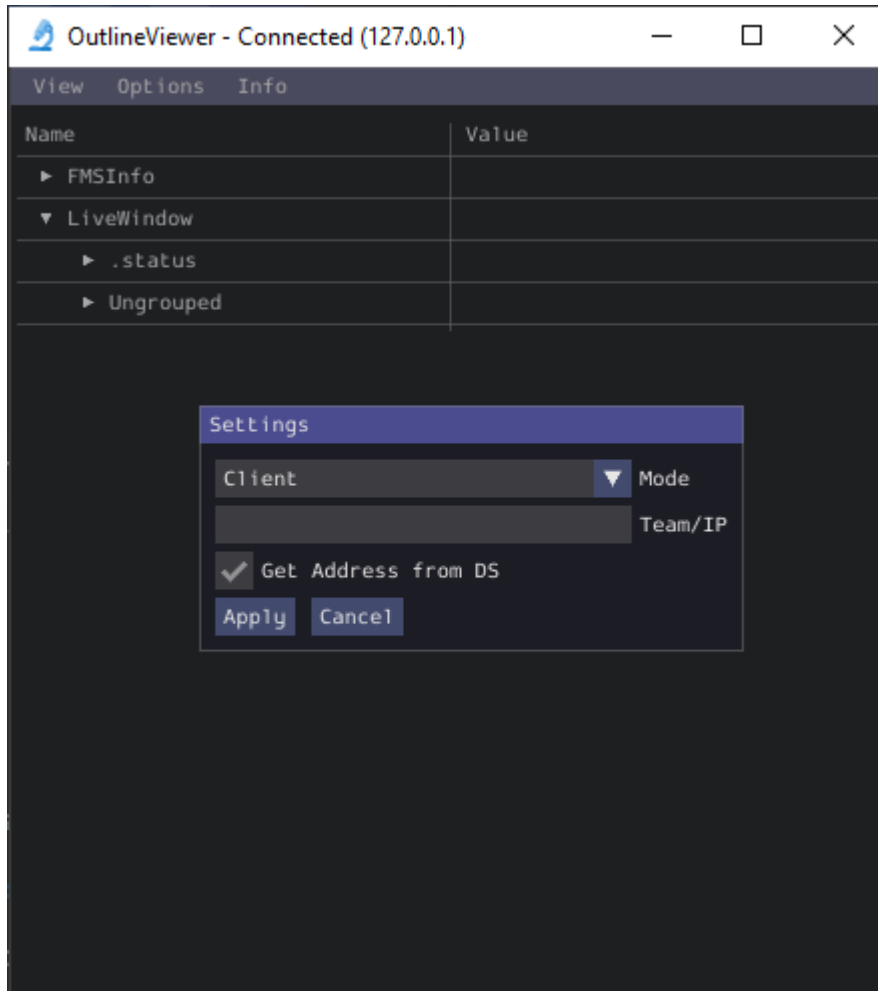 OutlineViewer - Connected (127.0.0.1)
View Options Info
Name Value
FMSInfo
LiveWindow
.status
Ungrouped
Settings
Client Mode
Team/IP
Get Address from DS
Apply Cancel